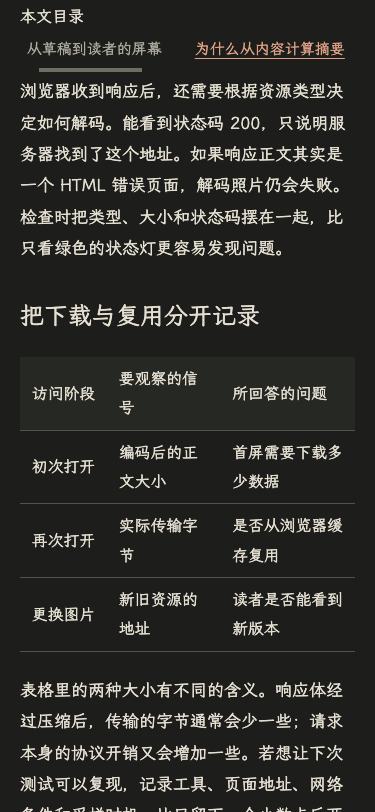 本文目录
从草稿到读者的屏幕 为什么从内容计算摘要
浏览器收到响应后，还需要根据资源类型决
定如何解码。能看到状态码 200，只说明服
务器找到了这个地址。如果响应正文其实是
一个 HTML 错误页面，解码照片仍会失败。
检查时把类型、大小和状态码摆在一起，比
只看绿色的状态灯更容易发现问题。
把下载与复用分开记录
访问阶段 要观察的信号 所回答的问题
初次打开 编码后的正文大小 首屏需要下载多少数据
再次打开 实际传输字节 是否从浏览器缓存复用
更换图片 新旧资源的地址 读者是否能看到新版本
表格里的两种大小有不同的含义。响应体经
过压缩后，传输的字节通常会少一些；请求
本身的协议开销又会增加一些。若想让下次
测试可以复现，记录工具、页面地址、网络